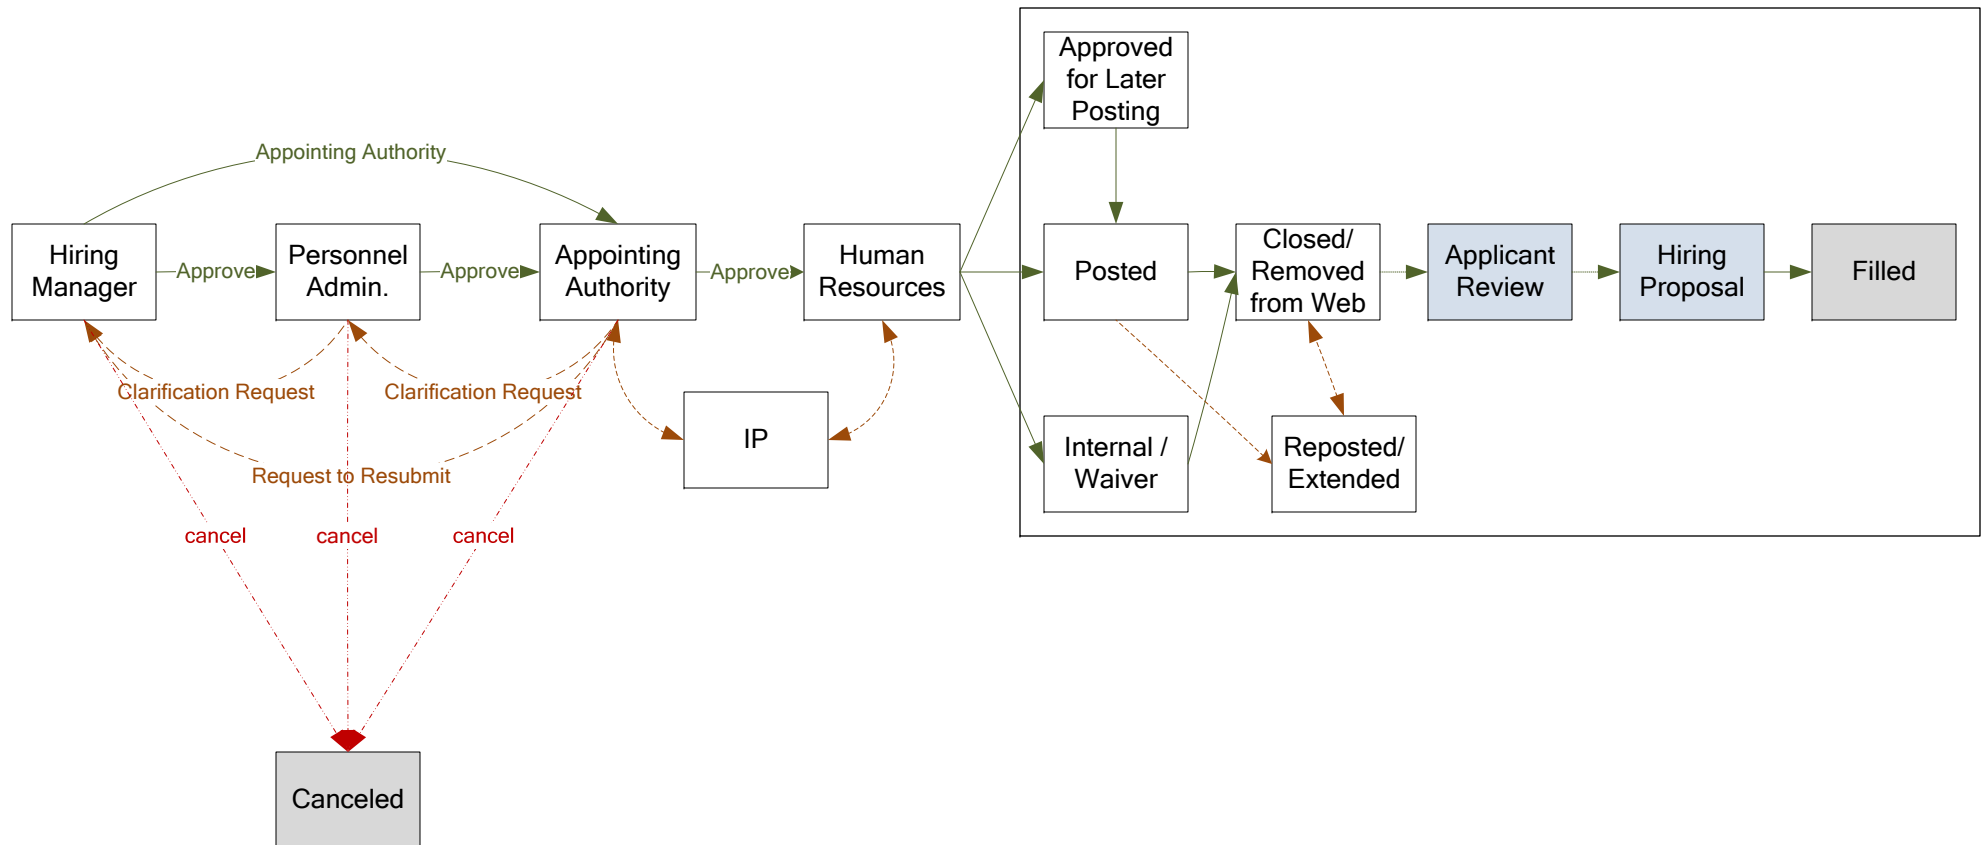 Approved
for Later
Posting
Appointing Authority
Hiring
Manager
Approve
Personnel
Admin.
Approve
Appointing
Authority
Approve
Human
Resources
Posted
Closed/
Removed
from Web
Applicant
Review
Hiring
Proposal
Filled
Clarification Request
Clarification Request
IP
Internal /
Waiver
Reposted/
Extended
Request to Resubmit
cancel
cancel
cancel
Canceled